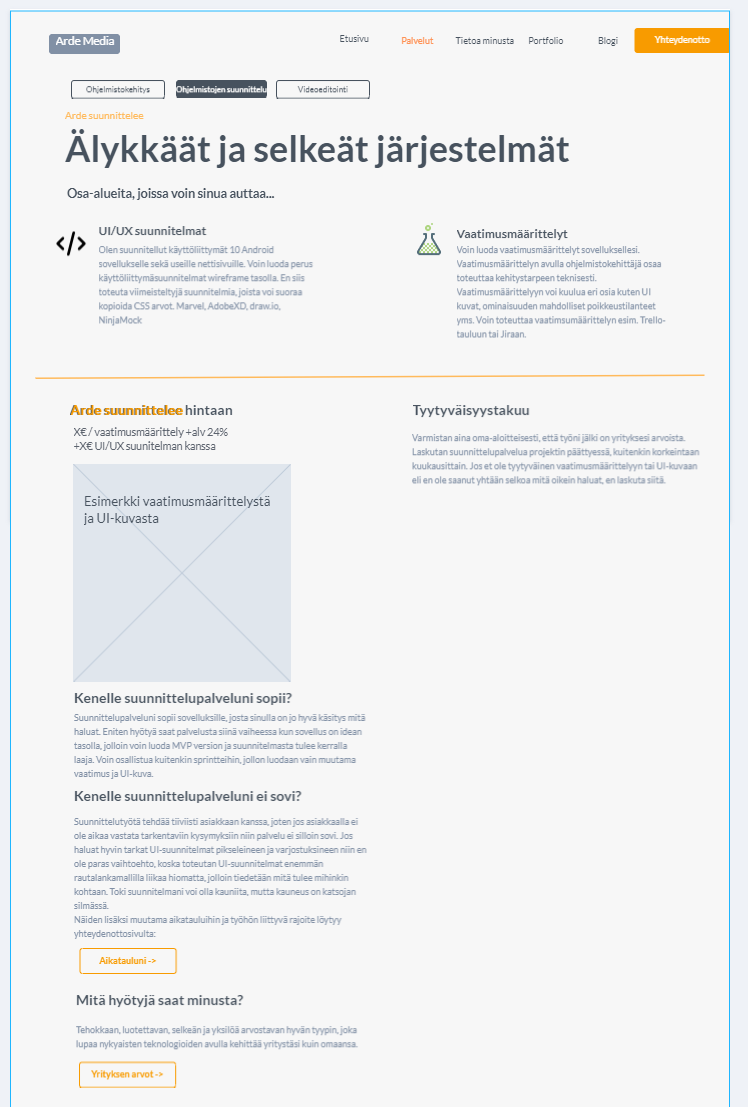 Arde Media
Etusivu
Palvelut
Tietoa minusta
Portfolio
Blogi
Yhteydenotto
Ohjelmistokehitys
Ohjelmistojen suunnittelu
Videoeditointi
Arde suunnittelee
Älykkäät ja selkeät järjestelmät
Osa-alueita, joissa voin sinua auttaa...
UI/UX suunnitelmat
Olen suunnitellut käyttöliittymät 10 Android
sovellukselle sekä useille nettisivuille. Voin luoda perus
käyttöliittymäsuunnitelmat wireframe tasolla. En siis
toteuta viimeisteltyjä suunnitelmia, joista voi suoraa
kopioida CSS arvot. Marvel, AdobeXD, draw.io,
NinjaMock
Vaatimusmäärittelyt
Voin luoda vaatimusmäärittelyt sovelluksellesi.
Vaatimusmäärittelyn avulla ohjelmistokehittäjä osaa
toteuttaa kehitystarpeen teknisesti.
Vaatimusmäärittelyyn voi kuulua eri osia kuten UI
kuvat, ominaisuuden mahdolliset poikkeustilanteet
yms. Voin toteuttaa vaatimsumäärittelyn esim. Trello-
tauluun tai Jiraan.
Arde suunnittelee hintaan
X€ / vaatimusmäärittely +alv 24%
+X€ UI/UX suunitelman kanssa
Esimerkki vaatimusmäärittelystä
ja UI-kuvasta
Tyytyväisyystakuu
Varmistan aina oma-aloitteisesti, että työni jälki on yrityksesi arvoista.
Laskutan suunnittelupalvelua projektin päättyessä, kuitenkin korkeintaan
kuukausittain. Jos et ole tyytyväinen vaatimusmäärittelyyn tai UI-kuvaan
eli en ole saanut yhtään selkoa mitä oikein haluat, en laskuta siitä.
Kenelle suunnittelupalveluni sopii?
Suunnittelupalveluni sopii sovelluksille, josta sinulla on jo hyvä käsitys mitä
haluat. Eniten hyötyä saat palvelusta siinä vaiheessa kun sovellus on idean
tasolla, jolloin voin luoda MVP version ja suunnitelmasta tulee kerralla
laaja. Voin osallistua kuitenkin sprintteihin, jollon luodaan vain muutama
vaatimus ja UI-kuva.
Kenelle suunnittelupalveluni ei sovi?
Suunnittelutyötä tehdää tiiviisti asiakkaan kanssa, joten jos asiakkaalla ei
ole aikaa vastata tarkentaviin kysymyksiin niin palvelu ei silloin sovi. Jos
haluat hyvin tarkat UI-suunnitelmat pikseleineen ja varjostuksineen niin en
ole paras vaihtoehto, koska toteutan UI-suunnitelmat enemmän
rautalankamallilla liikaa hiomatta, jolloin tiedetään mitä tulee mihinkin
kohtaan. Toki suunnitelmani voi olla kauniita, mutta kauneus on katsojan
silmässä.
Näiden lisäksi muutama aikatauluihin ja työhön liittyvä rajoite löytyy
yhteydenottosivulta:
Aikatauluni ->
Mitä hyötyjä saat minusta?
Tehokkaan, luotettavan, selkeän ja yksilöä arvostavan hyvän tyypin, joka
lupaa nykyaisten teknologioiden avulla kehittää yritystäsi kuin omaansa.
Yrityksen arvot ->